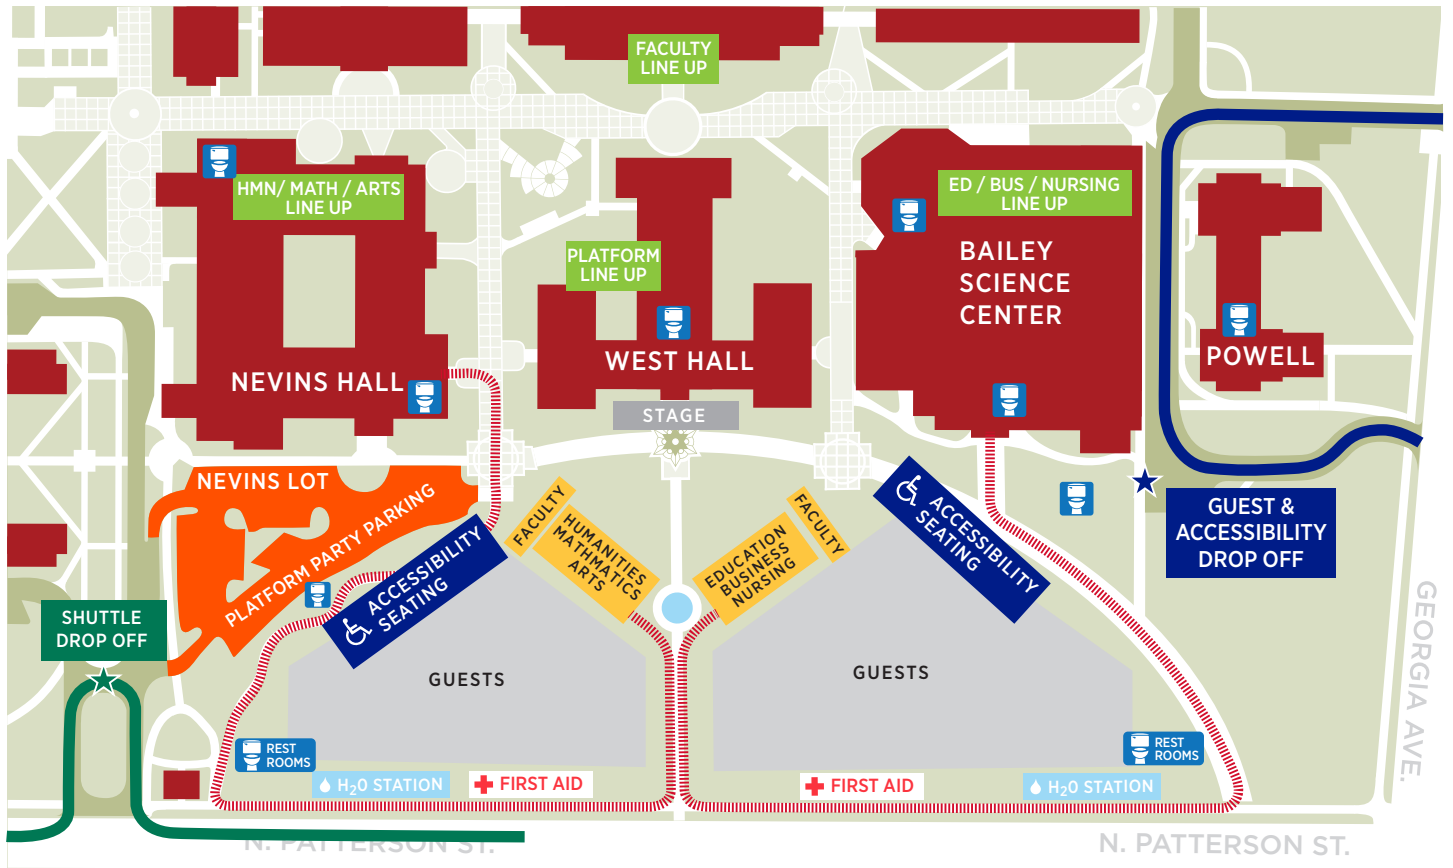 FACULTY
LINE UP
HMN/ MATH / ARTS
LINE UP
ED / BUS / NURSING
LINE UP
PLATFORM
LINE UP
BAILEY
SCIENCE
CENTER
NEVINS HALL
WEST HALL
POWELL
STAGE
NEVINS LOT
PLATFORM PARTY PARKING
FACULTY
HUMANITIES
MATHMATICS
ARTS
FACULTY
EDUCATION
BUSINESS
NURSING
ACCESSIBILITY
SEATING
ACCESSIBILITY
SEATING
GUEST &
ACCESSIBILITY
DROP OFF
SHUTTLE
DROP OFF
GUESTS
GUESTS
GEORGIA AVE.
REST
ROOMS
REST
ROOMS
H20 STATION
FIRST AID
FIRST AID
H20 STATION
N. PATTERSON ST.
N. PATTERSON ST.